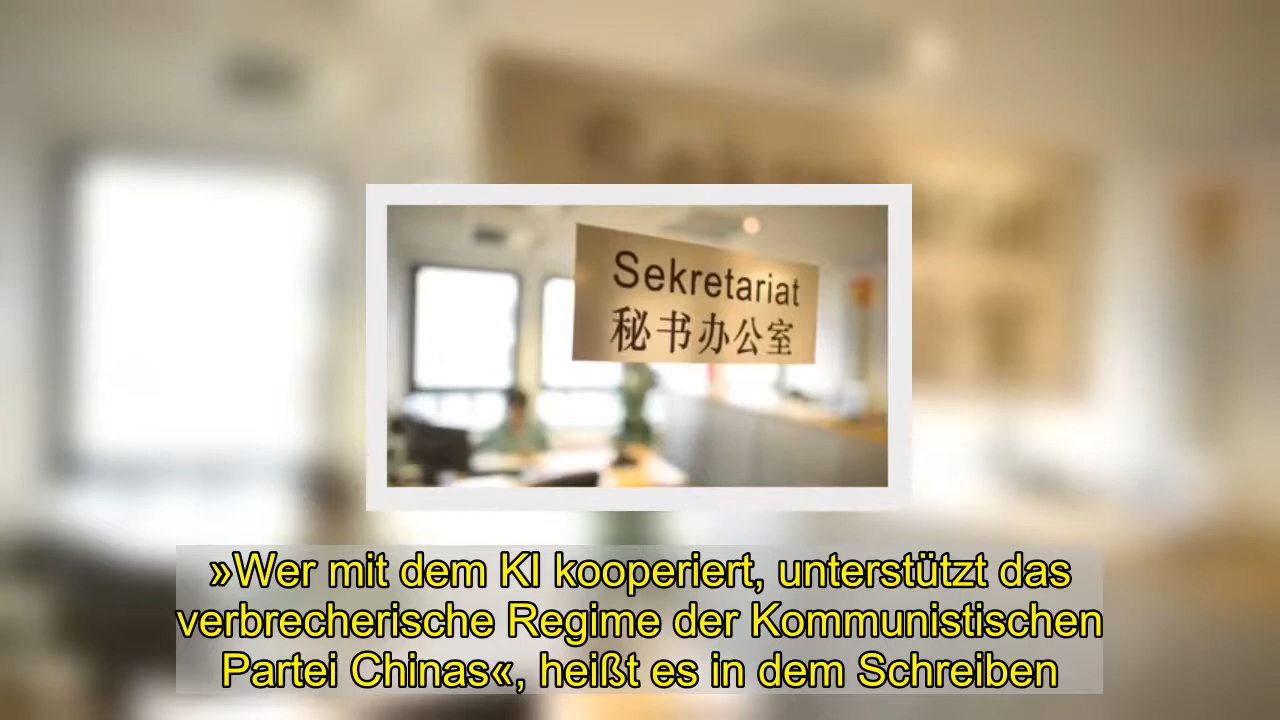 Sekretariat
秘书办公室
»Wer mit dem KI kooperiert, unterstützt das
verbrecherische Regime der Kommunistischen
Partei Chinas«, heißt es in dem Schreiben